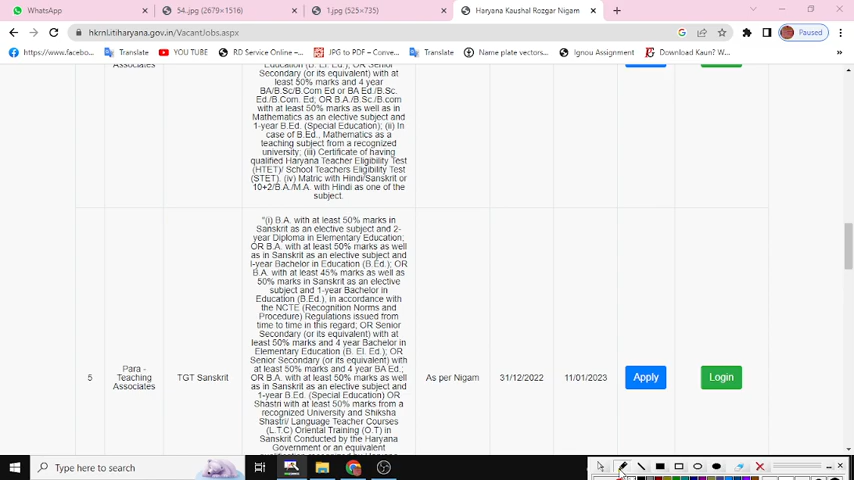 WhatsApp
54.jpg (2679×1516)
1.jpg (525×735)
Haryana Kaushal Rozgar Nigam
hkrnl.itiharyana.gov.in/VacantJobs.aspx
Paused
https://www.facebo...
Translate
YOU TUBE
RD Service Online :...
JPG to PDF – Conve...
Translate
Name plate vectors...
Ignou Assignment
Download Kaun? W...
Associates
Education (B. El. Ed.); OR Senior
Secondary (or its equivalent) with at
least 50% marks and 4 year
BA/B.Sc/B.Com Ed or BA Ed./B.Sc.
Ed./B.Com. Ed; OR B.A./B.Sc./B.com
with at least 50% marks as well as in
Mathematics as an elective subject and
1-year B.Ed. (Special Education); (ii) In
case of B.Ed., Mathematics as a
teaching subject from a recognized
university; (iii) Certificate of having
qualified Haryana Teacher Eligibility Test
(HTET)/ School Teachers Eligibility Test
(STET). (iv) Matric with Hindi/Sanskrit or
10+2/B.A./M.A. with Hindi as one of the
subject.
5
Para -
Teaching
Associates
TGT Sanskrit
"(i) B.A. with at least 50% marks in
Sanskrit as an elective subject and 2-
year Diploma in Elementary Education;
OR B.A. with at least 50% marks as well
as in Sanskrit as an elective subject and
l-year Bachelor in Education (B.Ed.); OR
B.A. with at least 45% marks as well as
50% marks in Sanskrit as an elective
subject and 1-year Bachelor in
Education (B.Ed.), in accordance with
the NCTE (Recognition Norms and
Procedure) Regulations issued from
time to time in this regard; OR Senior
Secondary (or its equivalent) with at
least 50% marks and 4 year Bachelor in
Elementary Education (B. El. Ed.); OR
Senior Secondary (or its equivalent) with
at least 50% marks and 4 year BA Ed.;
OR B.A. with at least 50% marks as well
as in Sanskrit as an elective subject and
1-year B.Ed. (Special Education) OR
Shastri with at least 50% marks from a
recognized University and Shiksha
Shastri/ Language Teacher Courses
(L.T.C) Oriental Training (O.T) in
Sanskrit Conducted by the Haryana
Government or an equivalent
As per Nigam
31/12/2022
11/01/2023
Apply
Login
Type here to search